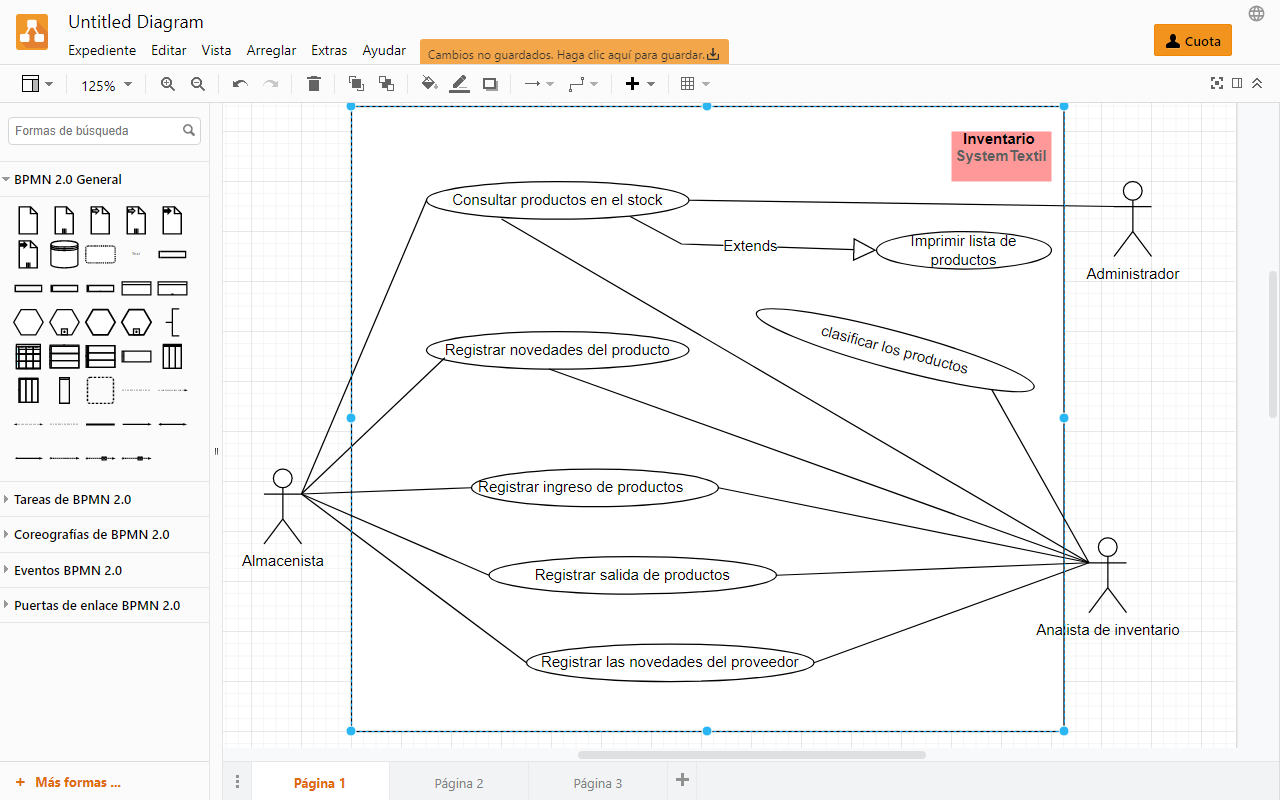 Untitled Diagram
Expediente Editar Vista Arreglar Extras Ayudar
Cambios no guardados. Haga clic aquí para guardar.
Cuota
125%
Formas de búsqueda
BPMN 2.0 General
Text
Tareas de BPMN 2.0
Coreografías de BPMN 2.0
Eventos BPMN 2.0
Puertas de enlace BPMN 2.0
+ Más formas ...
Inventario
System Textil
Consultar productos en el stock
Extends
Imprimir lista de
productos
Administrador
clasificar los productos
Registrar novedades del producto
Registrar ingreso de productos
Almacenista
Registrar salida de productos
Analista de inventario
Registrar las novedades del proveedor
Página 1 Página 2 Página 3